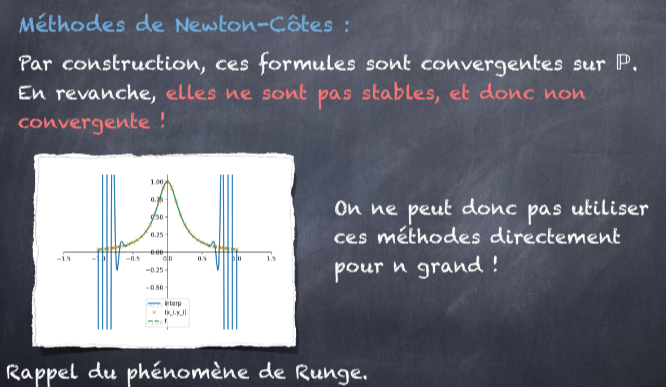 Méthodes de Newton-Côtes :
Par construction, ces formules sont convergentes sur ℙ.
En revanche, elles ne sont pas stables, et donc non
convergente !
1.00
0.75
0.50
0.25
0.00
-1.5 -1.0 -0.5 0.0 0.5 1.0 1.5
-0.25
-0.50
interp
(x_i,y_i)
f
On ne peut donc pas utiliser
ces méthodes directement
pour n grand !
Rappel du phénomène de Runge.